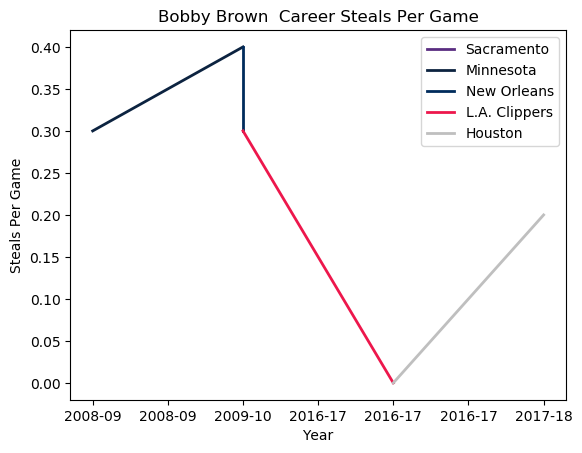 Bobby Brown  Career Steals Per Game
Steals Per Game
0.40
0.35
0.30
0.25
0.20
0.15
0.10
0.05
0.00
Sacramento
Minnesota
New Orleans
L.A. Clippers
Houston
2008-09 2008-09 2009-10 2016-17 2016-17 2016-17 2017-18
Year